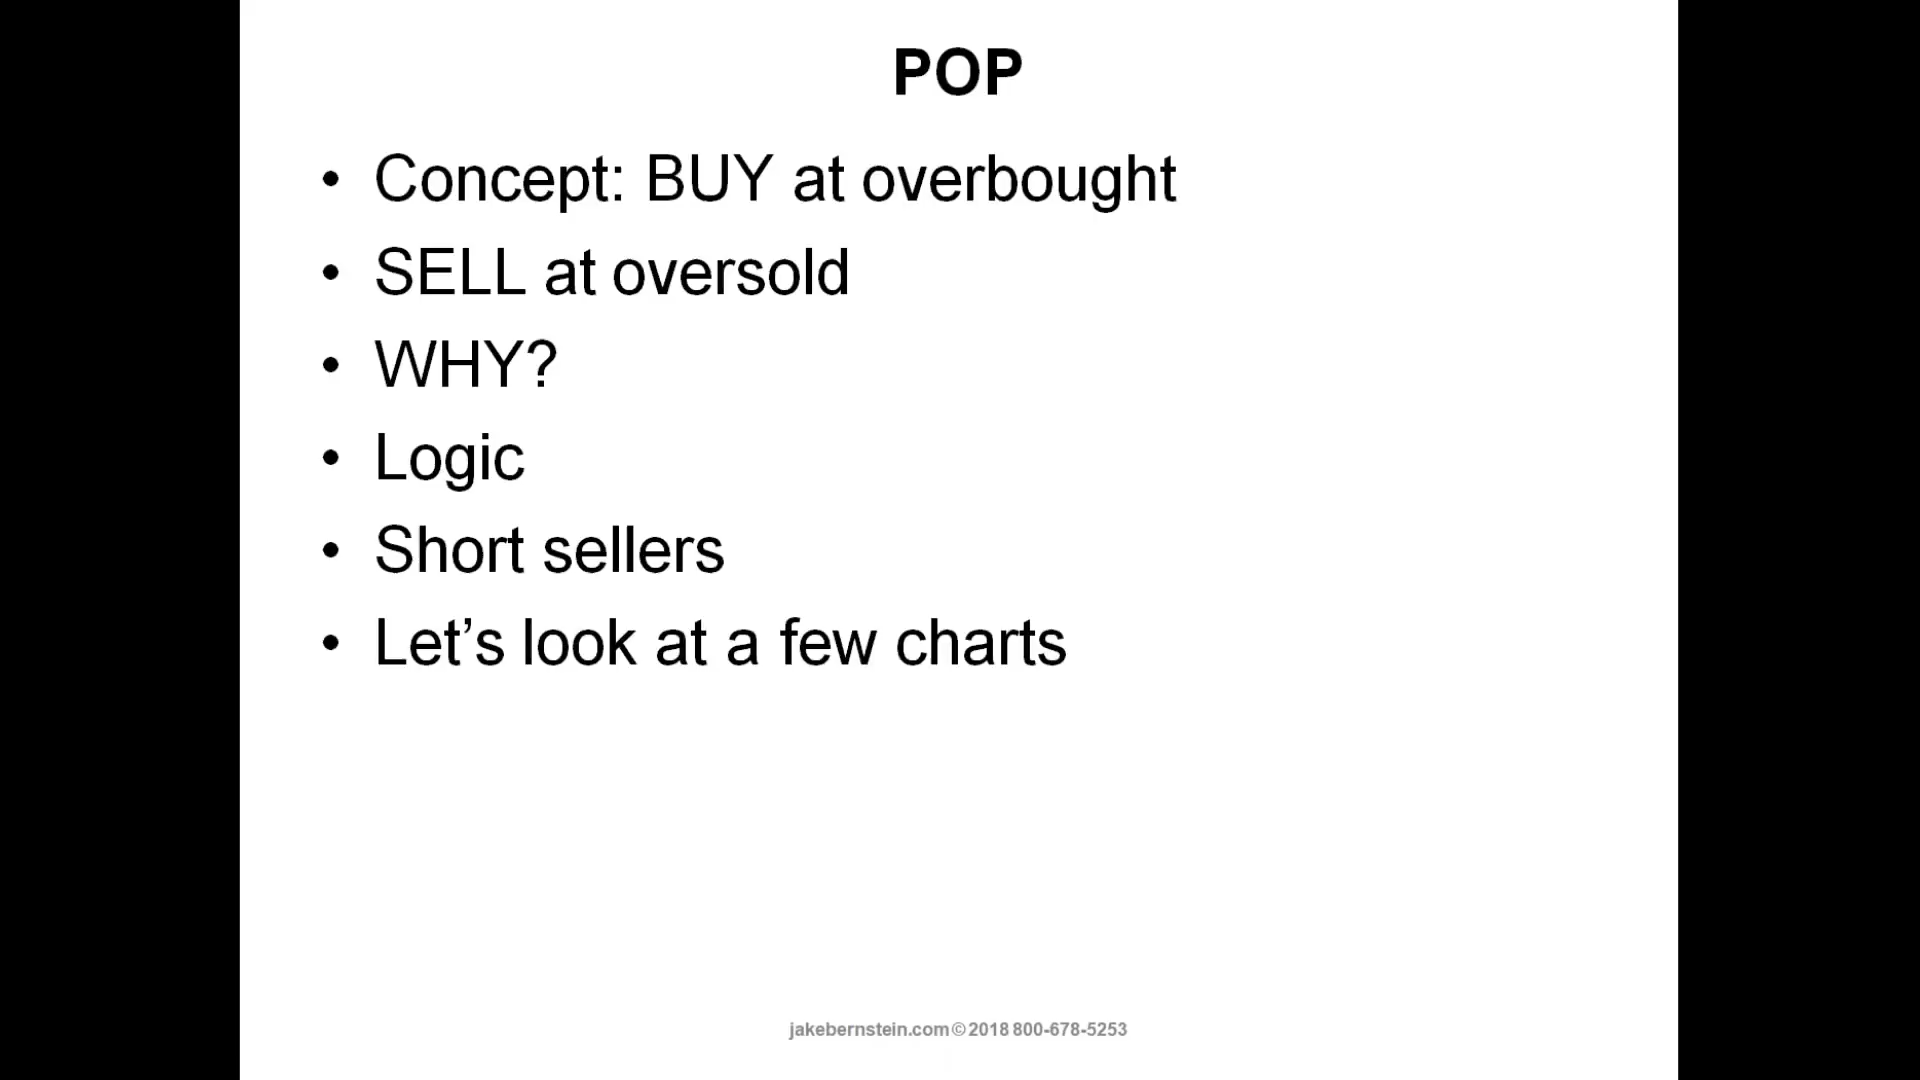 POP
• Concept: BUY at overbought
• SELL at oversold
• WHY?
• Logic
• Short sellers
• Let’s look at a few charts
jakebernstein.com © 2018 800-678-5253